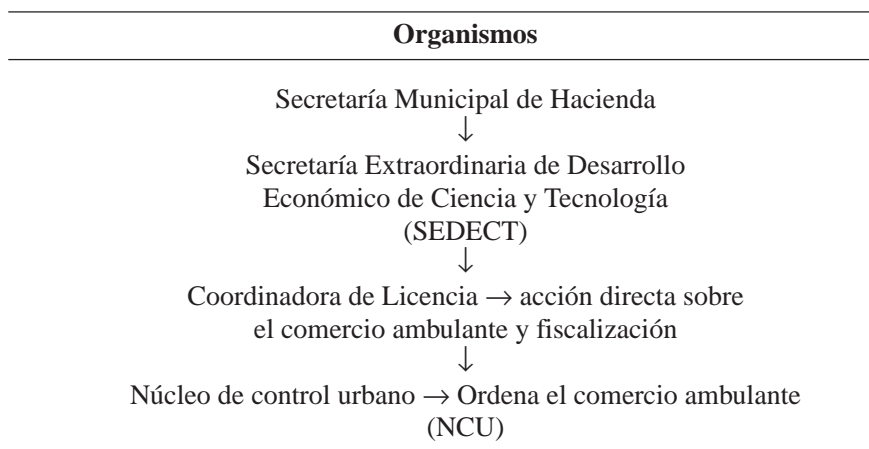 Organismos
Secretaría Municipal de Hacienda
↓
Secretaría Extraordinaria de Desarrollo
Económico de Ciencia y Tecnología
(SEDECT)
↓
Coordinadora de Licencia → acción directa sobre
el comercio ambulante y fiscalización
↓
Núcleo de control urbano → Ordena el comercio ambulante
(NCU)